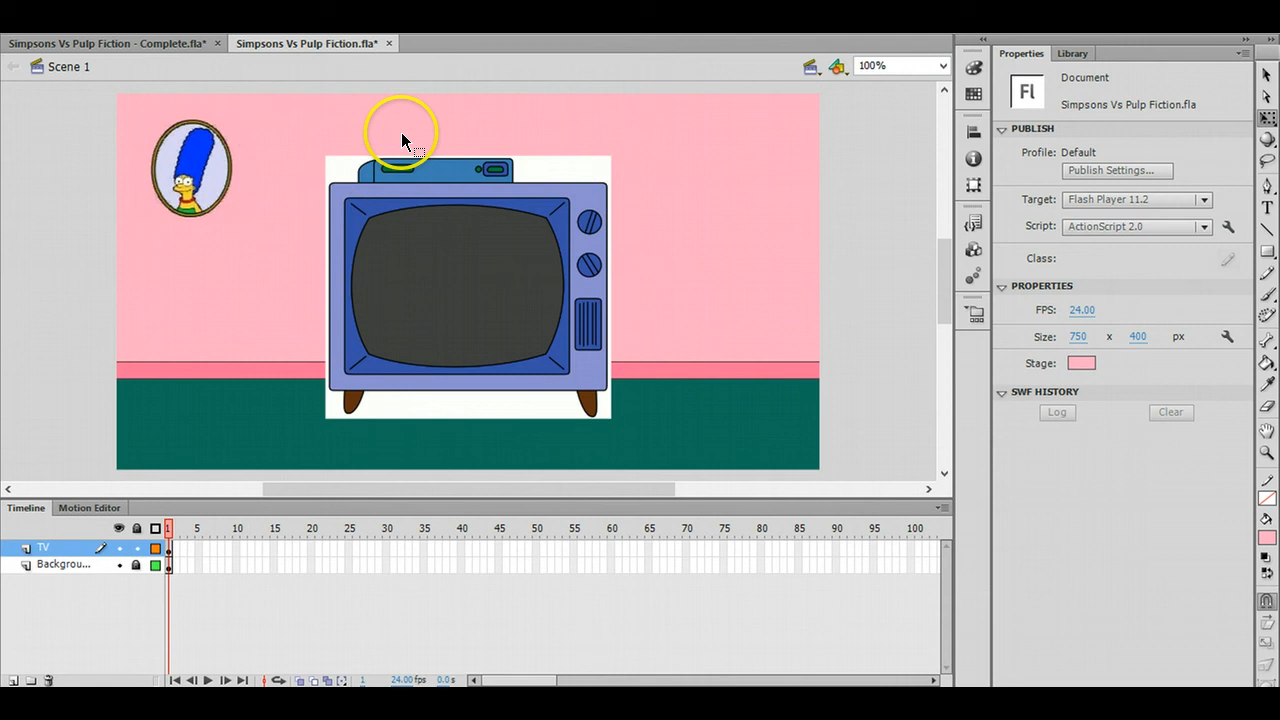 Simpsons Vs Pulp Fiction - Complete.fla* × Simpsons Vs Pulp Fiction.fla* ×
Scene 1
100%
Properties Library
Fl
Document
Simpsons Vs Pulp Fiction.fla
PUBLISH
Profile: Default
Publish Settings...
Target: Flash Player 11.2
Script: ActionScript 2.0
Class:
PROPERTIES
FPS: 24.00
Size: 750 x 400 px
Stage:
SWF HISTORY
Log Clear
Timeline Motion Editor
1 5 10 15 20 25 30 35 40 45 50 55 60 65 70 75 80 85 90 95 100
TV
Backgrou...
1 24.00 fps 0.0 s